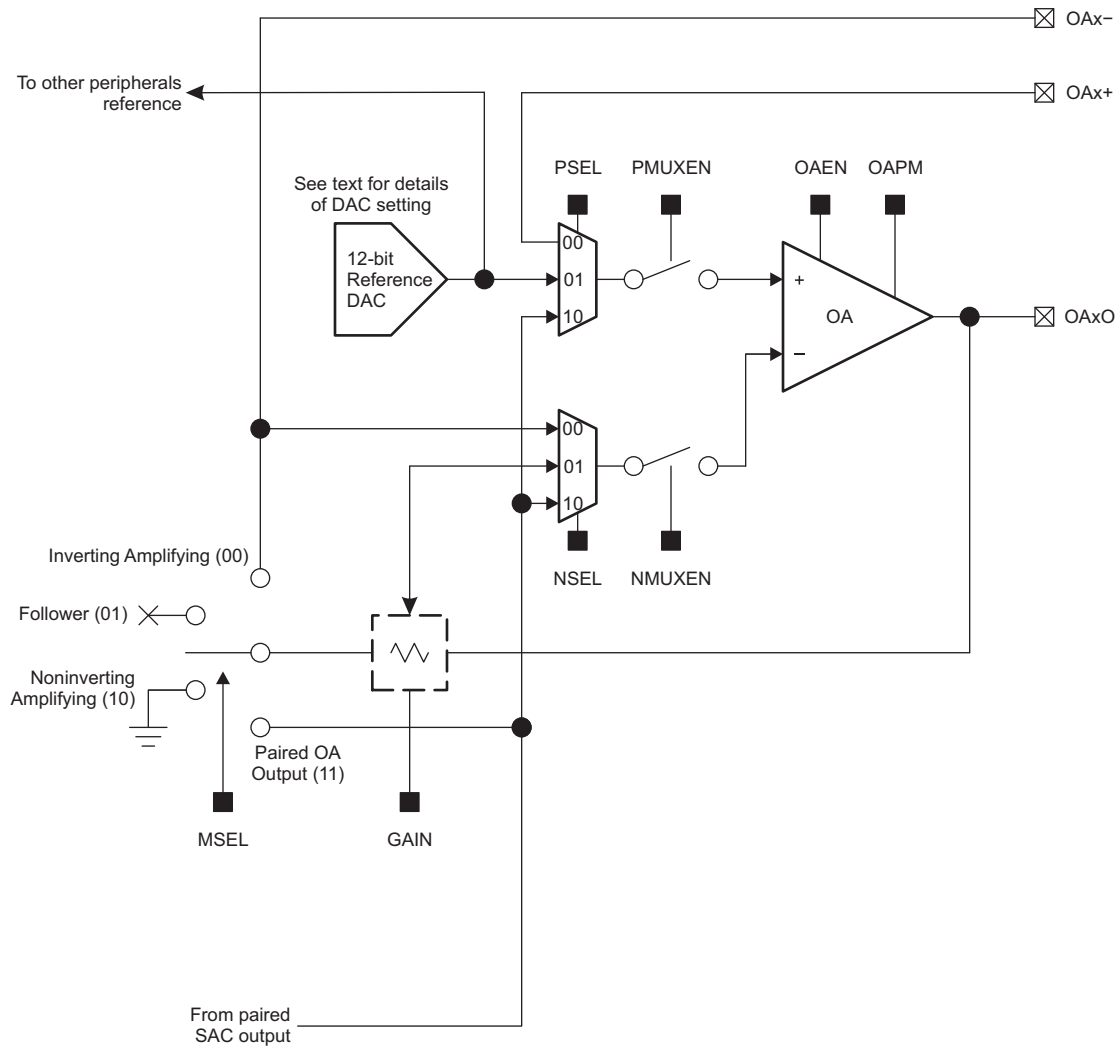 OAx−
To other peripherals
reference
OAx+
PSEL
PMUXEN
OAEN
OAPM
See text for details
of DAC setting
00
12-bit
Reference
DAC
01
10
+
OA
−
OAxO
00
01
10
Inverting Amplifying (00)
NSEL
NMUXEN
Follower (01)
Noninverting
Amplifying (10)
Paired OA
Output (11)
MSEL
GAIN
From paired
SAC output